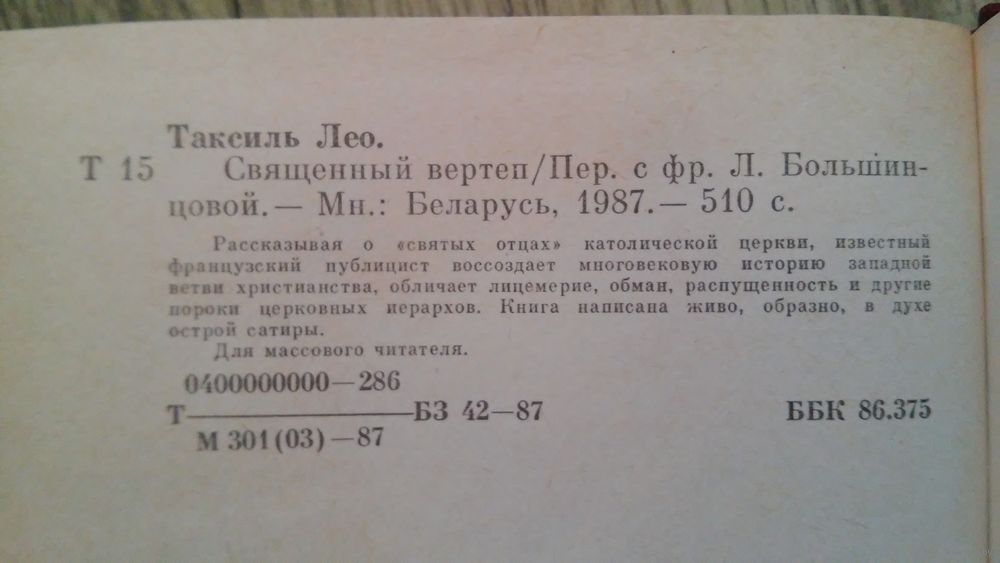 Таксиль Лео.
Т 15 Священный вертеп/Пер. с фр. Л. Большин-
цовой.— Мн.: Беларусь, 1987.— 510 с.
Рассказывая о «святых отцах» католической церкви, известный
французский публицист воссоздает многовековую историю западной
ветви христианства, обличает лицемерие, обман, распущенность и другие
пороки церковных иерархов. Книга написана живо, образно, в духе
острой сатиры.
Для массового читателя.
0400000000—286
Т————БЗ 42—87 ББК 86.375
М 301(03)—87